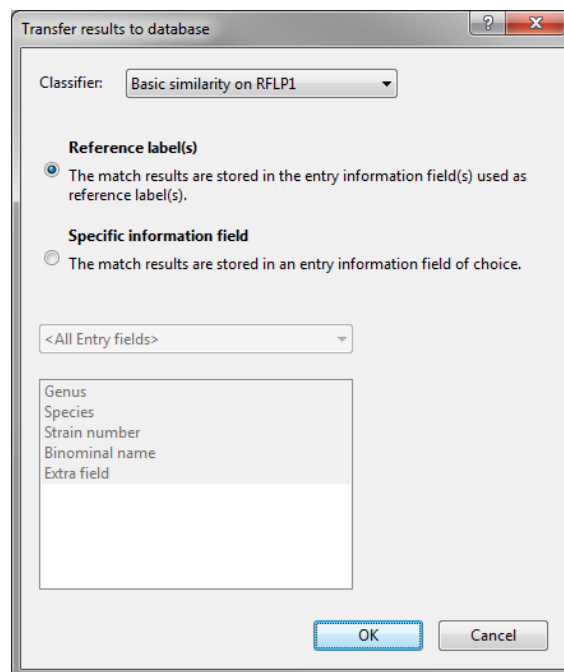 Transfer results to database
?
Classifier:
Basic similarity on RFLP1
Reference label(s)
The match results are stored in the entry information field(s) used as
reference label(s).
Specific information field
The match results are stored in an entry information field of choice.
<All Entry fields>
Genus
Species
Strain number
Binominal name
Extra field
OK
Cancel